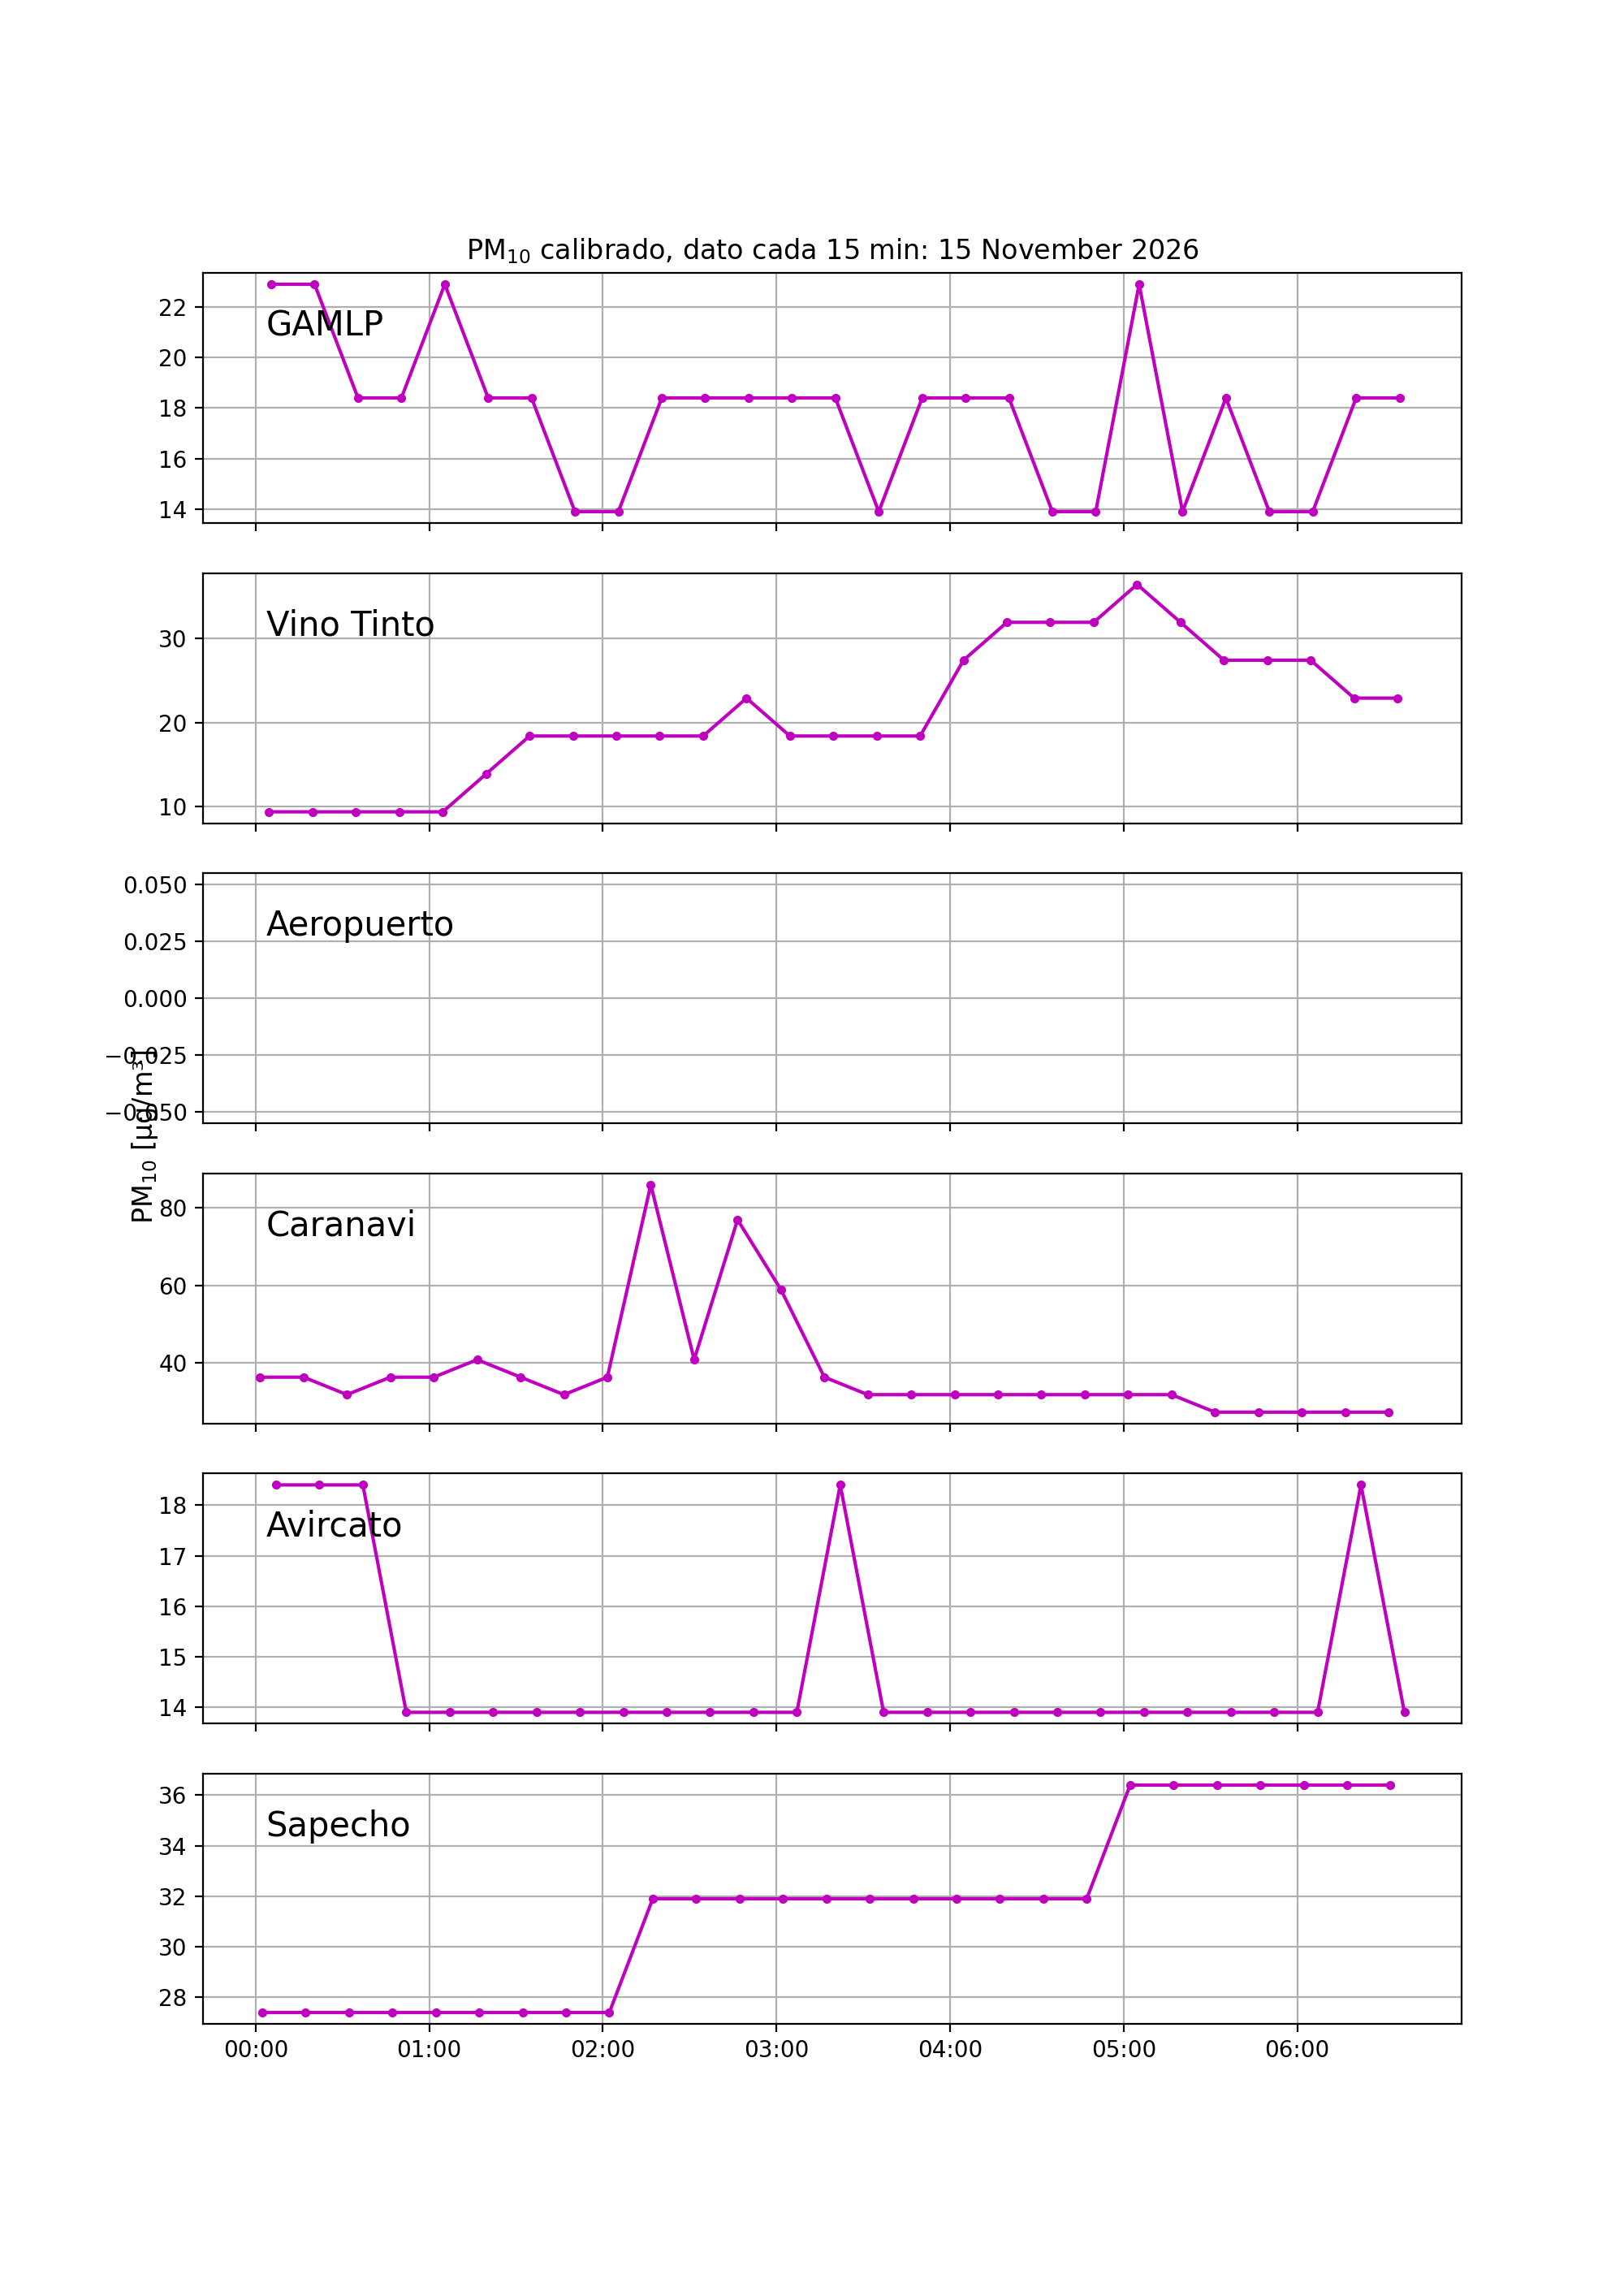 PM₁₀ calibrado, dato cada 15 min: 15 November 2026
22
GAMLP
20
18
16
14
Vino Tinto
30
20
10
0.050
Aeropuerto
0.025
0.000
−0.025
−0.050
PM₁₀ [µg/m³]
80
Caranavi
60
40
18
Avircato
17
16
15
14
36
Sapecho
34
32
30
28
00:00 01:00 02:00 03:00 04:00 05:00 06:00